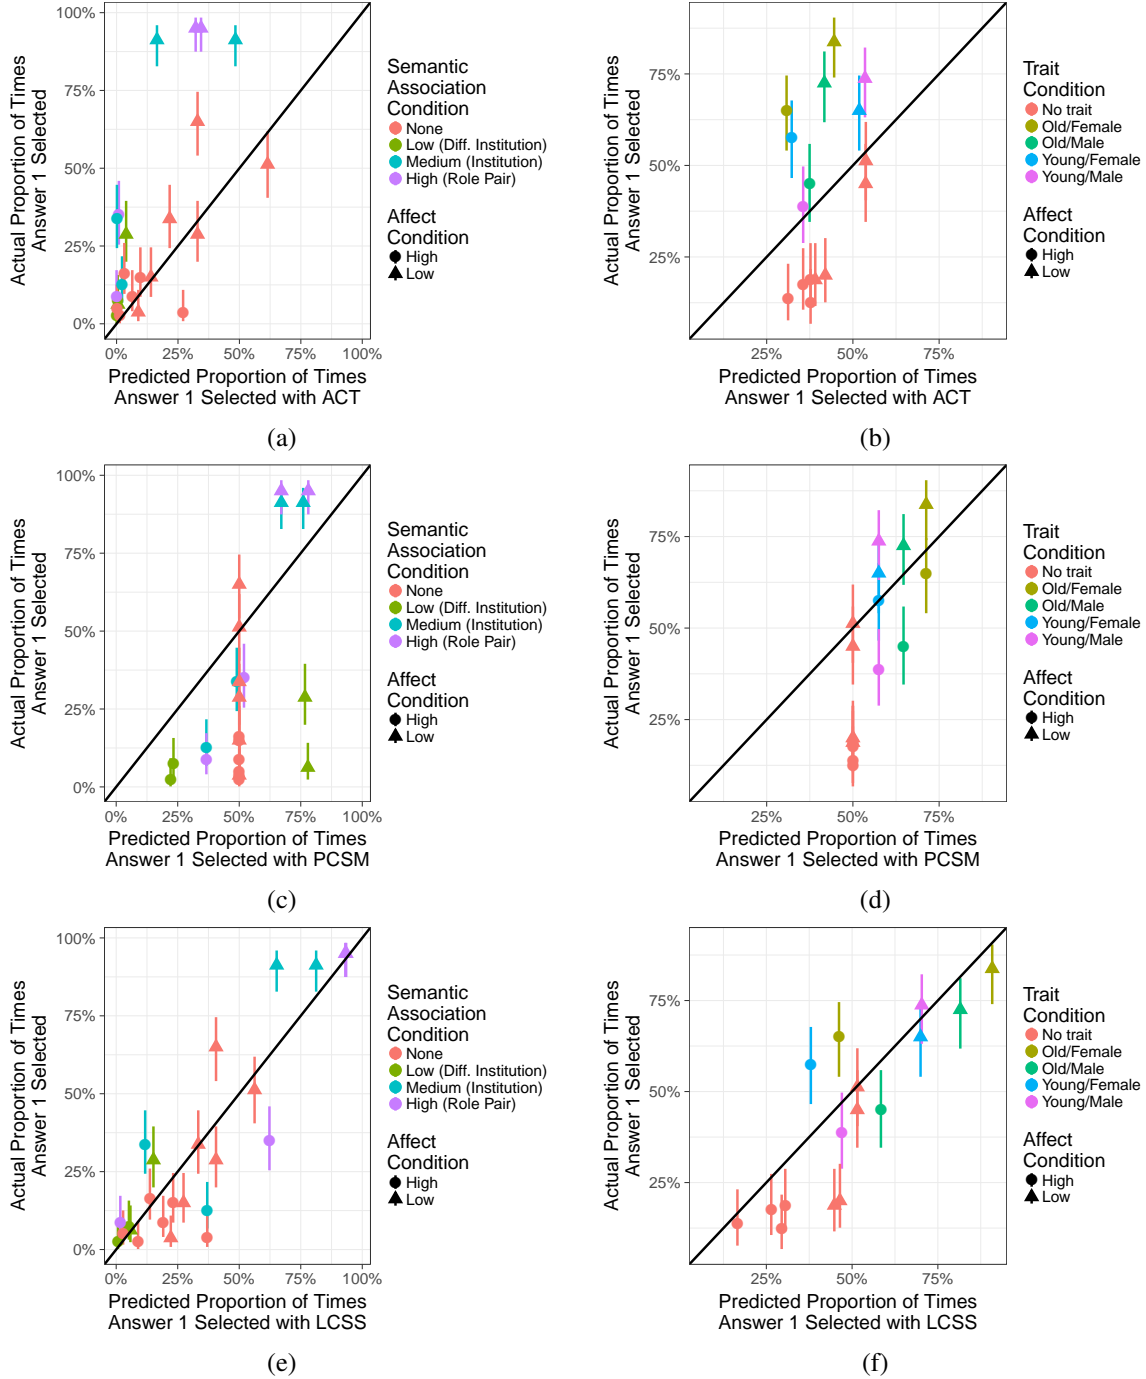 100%
75%
50%
25%
0%
Actual Proportion of Times
Answer 1 Selected
0% 25% 50% 75% 100%
Predicted Proportion of Times
Answer 1 Selected with ACT
Semantic
Association
Condition
None
Low (Diff. Institution)
Medium (Institution)
High (Role Pair)
Affect
Condition
High
Low
(a)
75%
50%
25%
Actual Proportion of Times
Answer 1 Selected
25% 50% 75%
Predicted Proportion of Times
Answer 1 Selected with ACT
Trait
Condition
No trait
Old/Female
Old/Male
Young/Female
Young/Male
Affect
Condition
High
Low
(b)
100%
75%
50%
25%
0%
Actual Proportion of Times
Answer 1 Selected
0% 25% 50% 75% 100%
Predicted Proportion of Times
Answer 1 Selected with PCSM
Semantic
Association
Condition
None
Low (Diff. Institution)
Medium (Institution)
High (Role Pair)
Affect
Condition
High
Low
(c)
75%
50%
25%
Actual Proportion of Times
Answer 1 Selected
25% 50% 75%
Predicted Proportion of Times
Answer 1 Selected with PCSM
Trait
Condition
No trait
Old/Female
Old/Male
Young/Female
Young/Male
Affect
Condition
High
Low
(d)
100%
75%
50%
25%
0%
Actual Proportion of Times
Answer 1 Selected
0% 25% 50% 75% 100%
Predicted Proportion of Times
Answer 1 Selected with LCSS
Semantic
Association
Condition
None
Low (Diff. Institution)
Medium (Institution)
High (Role Pair)
Affect
Condition
High
Low
(e)
75%
50%
25%
Actual Proportion of Times
Answer 1 Selected
25% 50% 75%
Predicted Proportion of Times
Answer 1 Selected with LCSS
Trait
Condition
No trait
Old/Female
Old/Male
Young/Female
Young/Male
Affect
Condition
High
Low
(f)